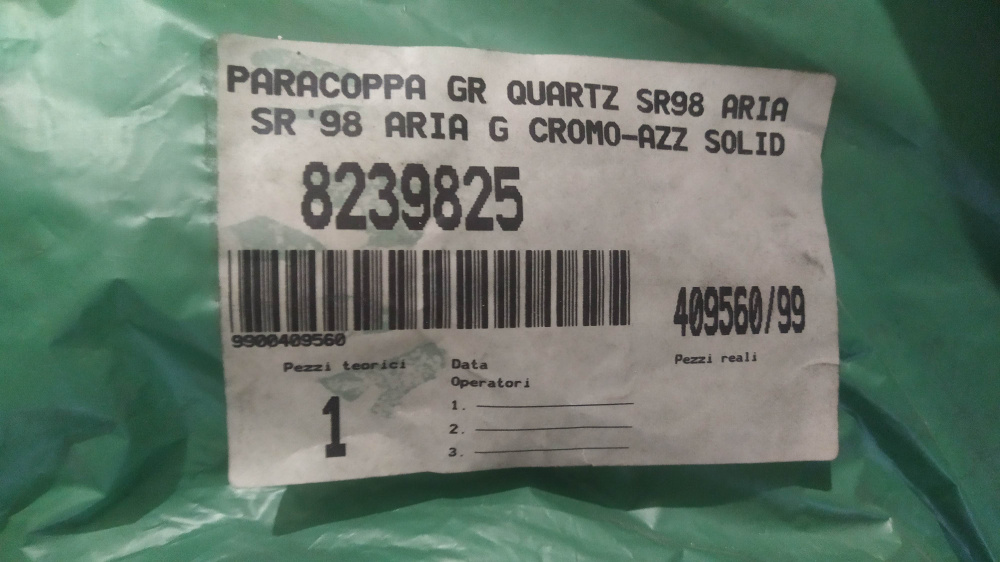 PARACOPPA GR QUARTZ SR98 ARIA
SR '98 ARIA G CROMO-AZZ SOLID
8239825
9900409560
409560/99
Pezzi teorici
Data
Pezzi reali
Operatori
1
1.
2.
3.